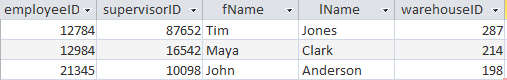 employeeID supervisorID fName lName warehouseID
12784 87652 Tim Jones 287
12984 16542 Maya Clark 214
21345 10098 John Anderson 198